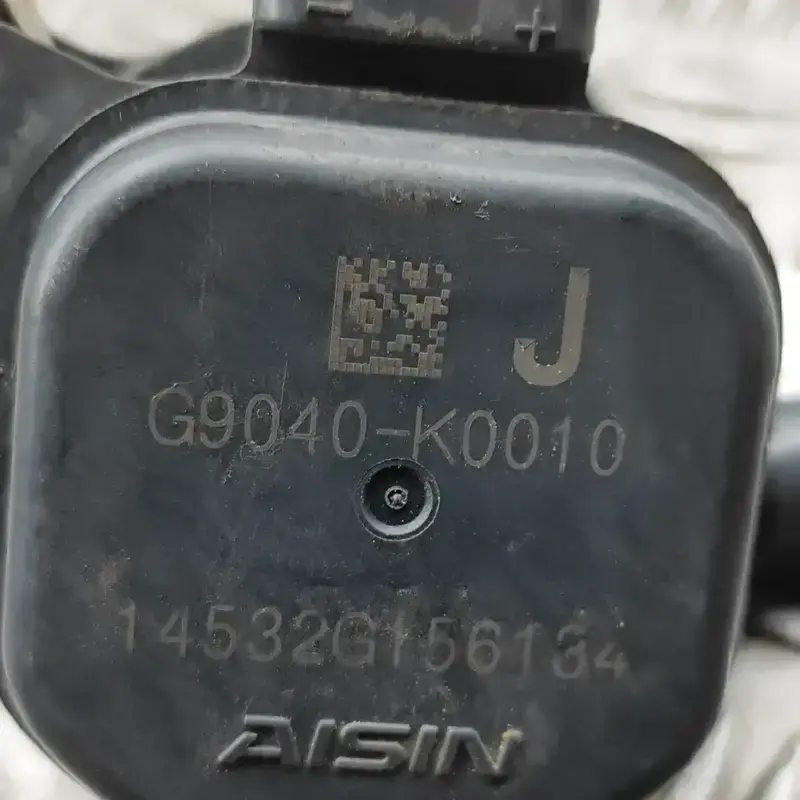 - +
J
G9040-K0010
14532G156134
AISIN